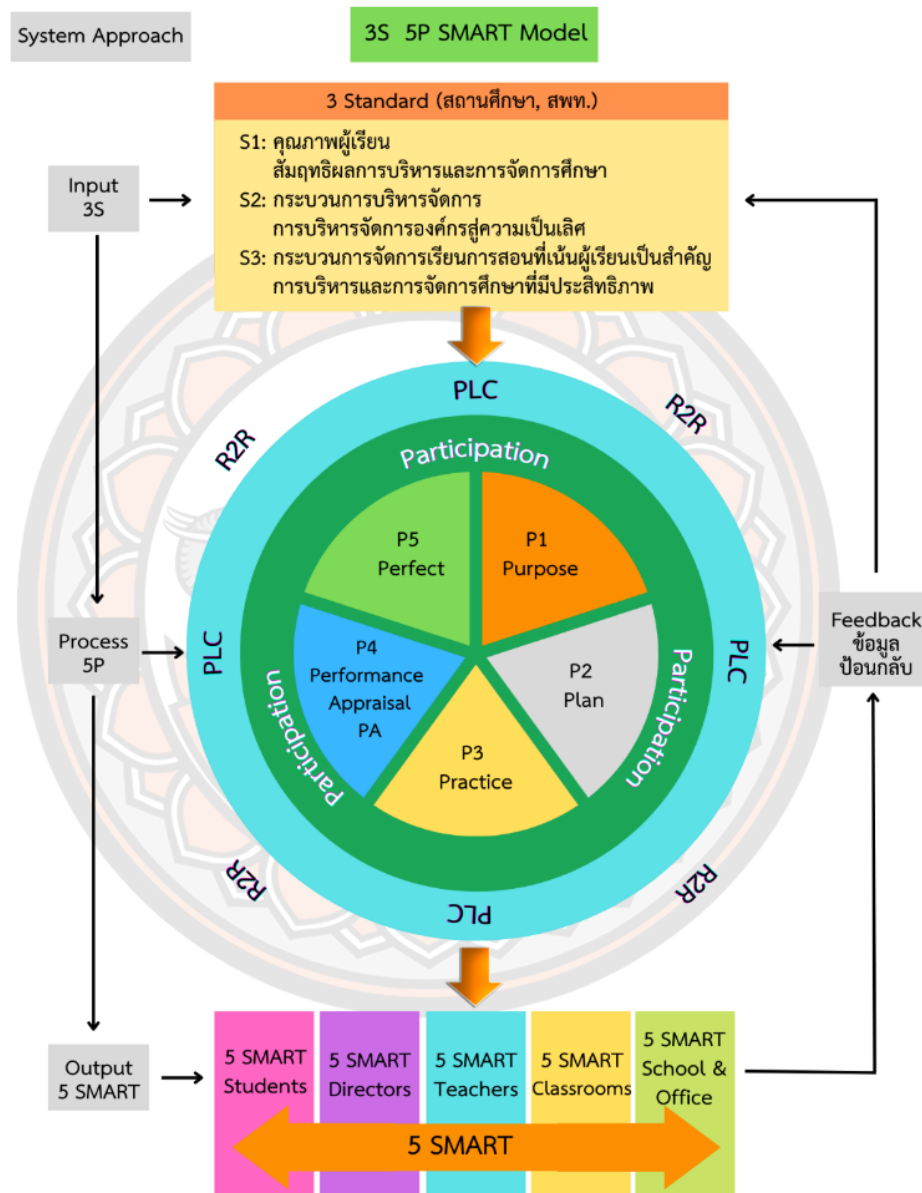 System Approach
3S 5P SMART Model
3 Standard (สถานศึกษา, สพท.)
S1: คุณภาพผู้เรียน
สัมฤทธิผลการบริหารและการจัดการศึกษา
S2: กระบวนการบริหารจัดการ
การบริหารจัดการองค์กรสู่ความเป็นเลิศ
S3: กระบวนการจัดการเรียนการสอนที่เน้นผู้เรียนเป็นสำคัญ
การบริหารและการจัดการศึกษาที่มีประสิทธิภาพ
Input
3S
PLC
R2R
R2R
Participation
P5
Perfect
P1
Purpose
Process
5P
PLC
P4
Performance
Appraisal
PA
P2
Plan
P3
Practice
Participation
Participation
PLC
Feedback
ข้อมูล
ป้อนกลับ
R2R
PLC
R2R
Output
5 SMART
5 SMART
Students
5 SMART
Directors
5 SMART
Teachers
5 SMART
Classrooms
5 SMART
School &
Office
5 SMART